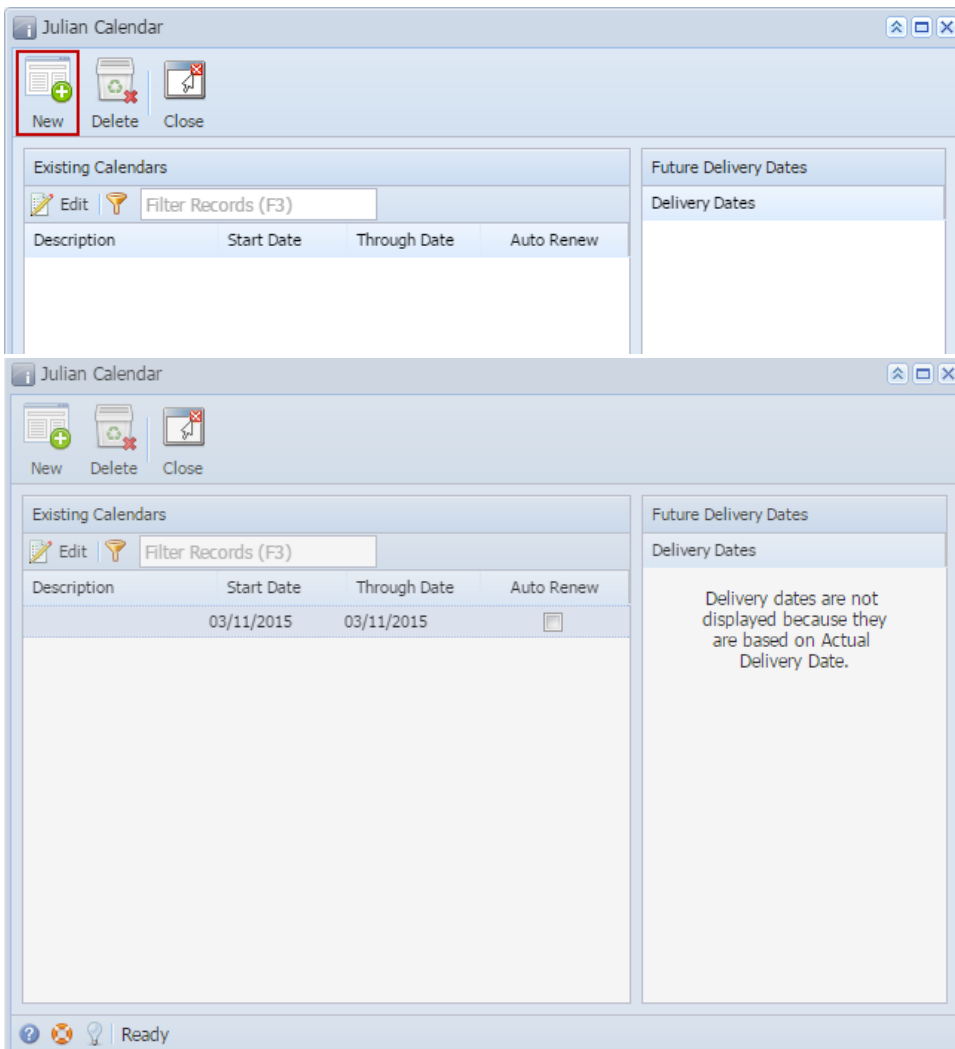 Julian Calendar
New Delete Close
Existing Calendars Future Delivery Dates
Edit Filter Records (F3) Delivery Dates
Description Start Date Through Date Auto Renew
Julian Calendar
New Delete Close
Existing Calendars Future Delivery Dates
Edit Filter Records (F3) Delivery Dates
Description Start Date Through Date Auto Renew
03/11/2015 03/11/2015
Delivery dates are not
displayed because they
are based on Actual
Delivery Date.
Ready